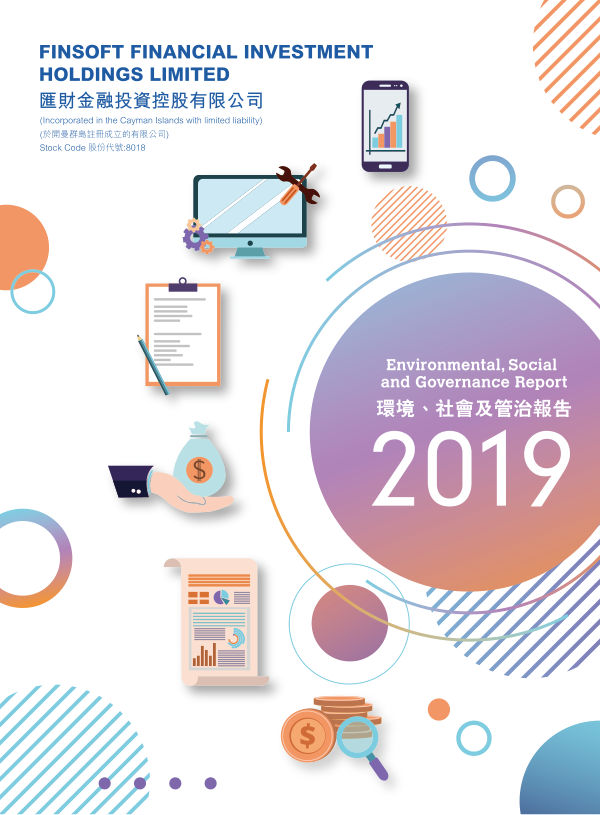 FINSOFT FINANCIAL INVESTMENT
HOLDINGS LIMITED
匯財金融投資控股有限公司
(Incorporated in the Cayman Islands with limited liability)
(於開曼群島註冊成立的有限公司)
Stock Code 股份代號:8018
Environmental, Social
and Governance Report
環境、社會及管治報告
2019
$
$